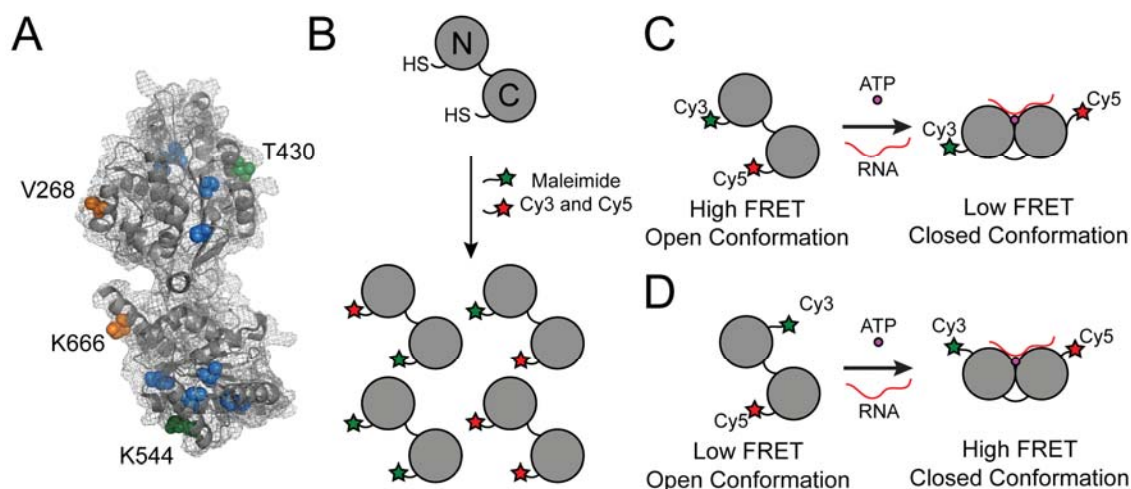 A
T430
V268
K666
K544
B
N
HS
C
HS
Maleimide
Cy3 and Cy5
C
Cy3
Cy5
High FRET
Open Conformation
ATP
RNA
Cy3
Cy5
Low FRET
Closed Conformation
D
Cy3
Cy5
Low FRET
Open Conformation
ATP
RNA
Cy3
Cy5
High FRET
Closed Conformation